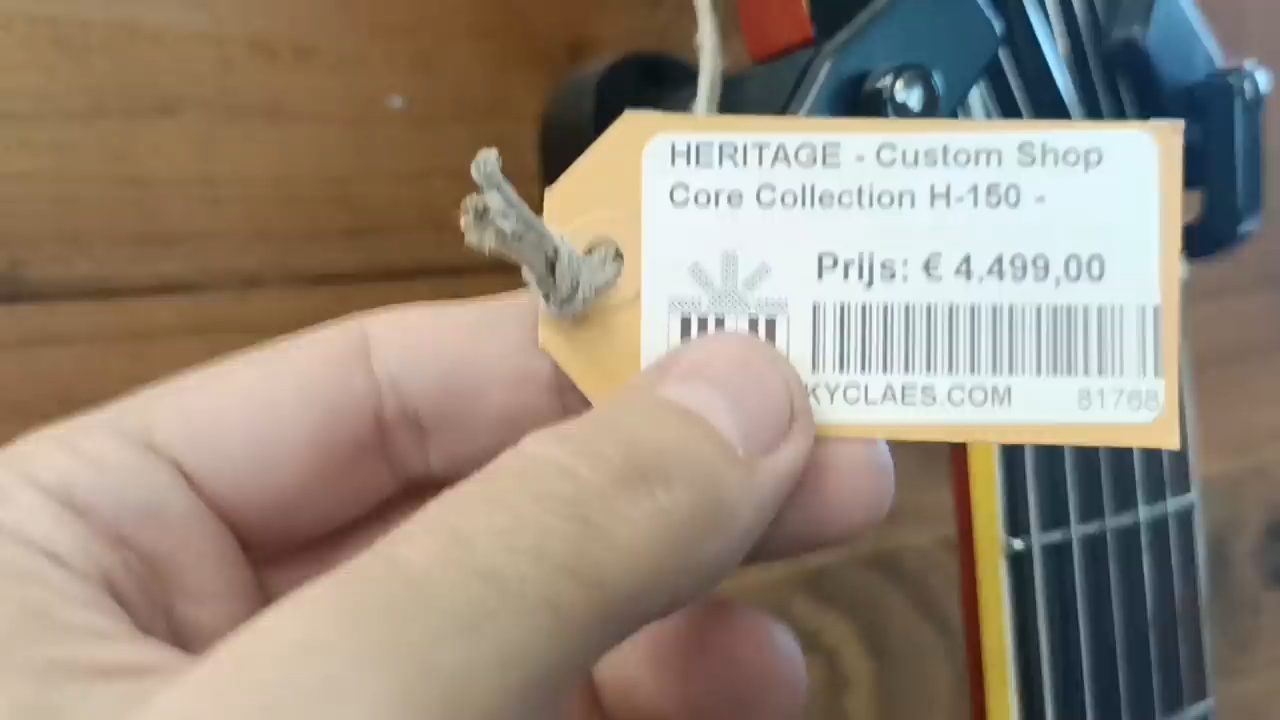 HERITAGE - Custom Shop
Core Collection H-150 -
Prijs: € 4.499,00
KYCLAES.COM 81768